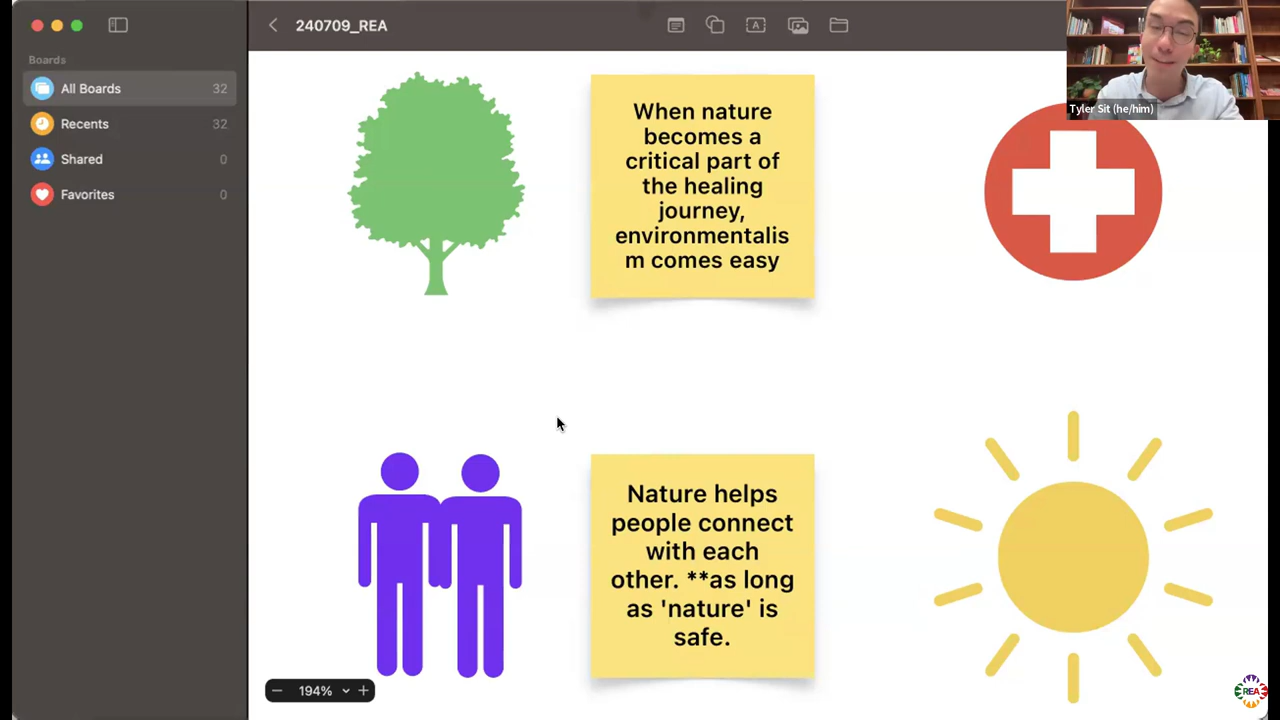 240709_REA
Boards
All Boards 32
Recents 32
Shared 0
Favorites 0
Tyler Sit (he/him)
When nature
becomes a
critical part of
the healing
journey,
environmentalis
m comes easy
Nature helps
people connect
with each
other. **as long
as 'nature' is
safe.
194%
REA